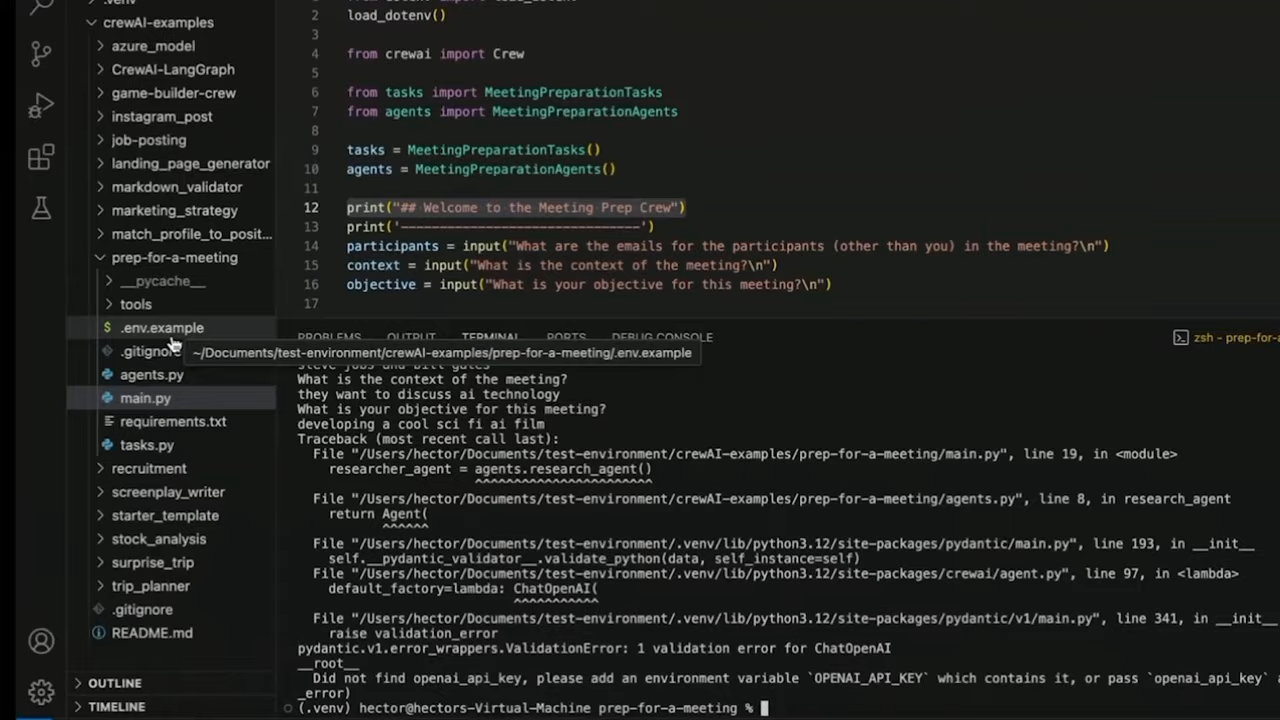 .venv
crewAI-examples
azure_model
CrewAI-LangGraph
game-builder-crew
instagram_post
job-posting
landing_page_generator
markdown_validator
marketing_strategy
match_profile_to_posit...
prep-for-a-meeting
__pycache__
tools
$ .env.example
.gitignore
agents.py
main.py
requirements.txt
tasks.py
recruitment
screenplay_writer
starter_template
stock_analysis
surprise_trip
trip_planner
.gitignore
README.md
OUTLINE
TIMELINE
2 load_dotenv()
3
4 from crewai import Crew
5
6 from tasks import MeetingPreparationTasks
7 from agents import MeetingPreparationAgents
8
9 tasks = MeetingPreparationTasks()
10 agents = MeetingPreparationAgents()
11
12 print("## Welcome to the Meeting Prep Crew")
13 print('-------------------------------')
14 participants = input("What are the emails for the participants (other than you) in the meeting?\n")
15 context = input("What is the context of the meeting?\n")
16 objective = input("What is your objective for this meeting?\n")
17
PROBLEMS OUTPUT TERMINAL PORTS DEBUG CONSOLE
zsh - prep-for-a
~/Documents/test-environment/crewAI-examples/prep-for-a-meeting/.env.example
steve jobs and bill gates
What is the context of the meeting?
they want to discuss ai technology
What is your objective for this meeting?
developing a cool sci fi ai film
Traceback (most recent call last):
File "/Users/hector/Documents/test-environment/crewAI-examples/prep-for-a-meeting/main.py", line 19, in <module>
researcher_agent = agents.research_agent()
^^^^^^^^^^^^^^^^^^^^^^^
File "/Users/hector/Documents/test-environment/crewAI-examples/prep-for-a-meeting/agents.py", line 8, in research_agent
return Agent(
^^^^^^
File "/Users/hector/Documents/test-environment/.venv/lib/python3.12/site-packages/pydantic/main.py", line 193, in __init__
self.__pydantic_validator__.validate_python(data, self_instance=self)
File "/Users/hector/Documents/test-environment/.venv/lib/python3.12/site-packages/crewai/agent.py", line 97, in <lambda>
default_factory=lambda: ChatOpenAI(
^^^^^^^^^^^
File "/Users/hector/Documents/test-environment/.venv/lib/python3.12/site-packages/pydantic/v1/main.py", line 341, in __init__
raise validation_error
pydantic.v1.error_wrappers.ValidationError: 1 validation error for ChatOpenAI
__root__
Did not find openai_api_key, please add an environment variable `OPENAI_API_KEY` which contains it, or pass `openai_api_key`
_error)
(.venv) hector@hectors-Virtual-Machine prep-for-a-meeting %